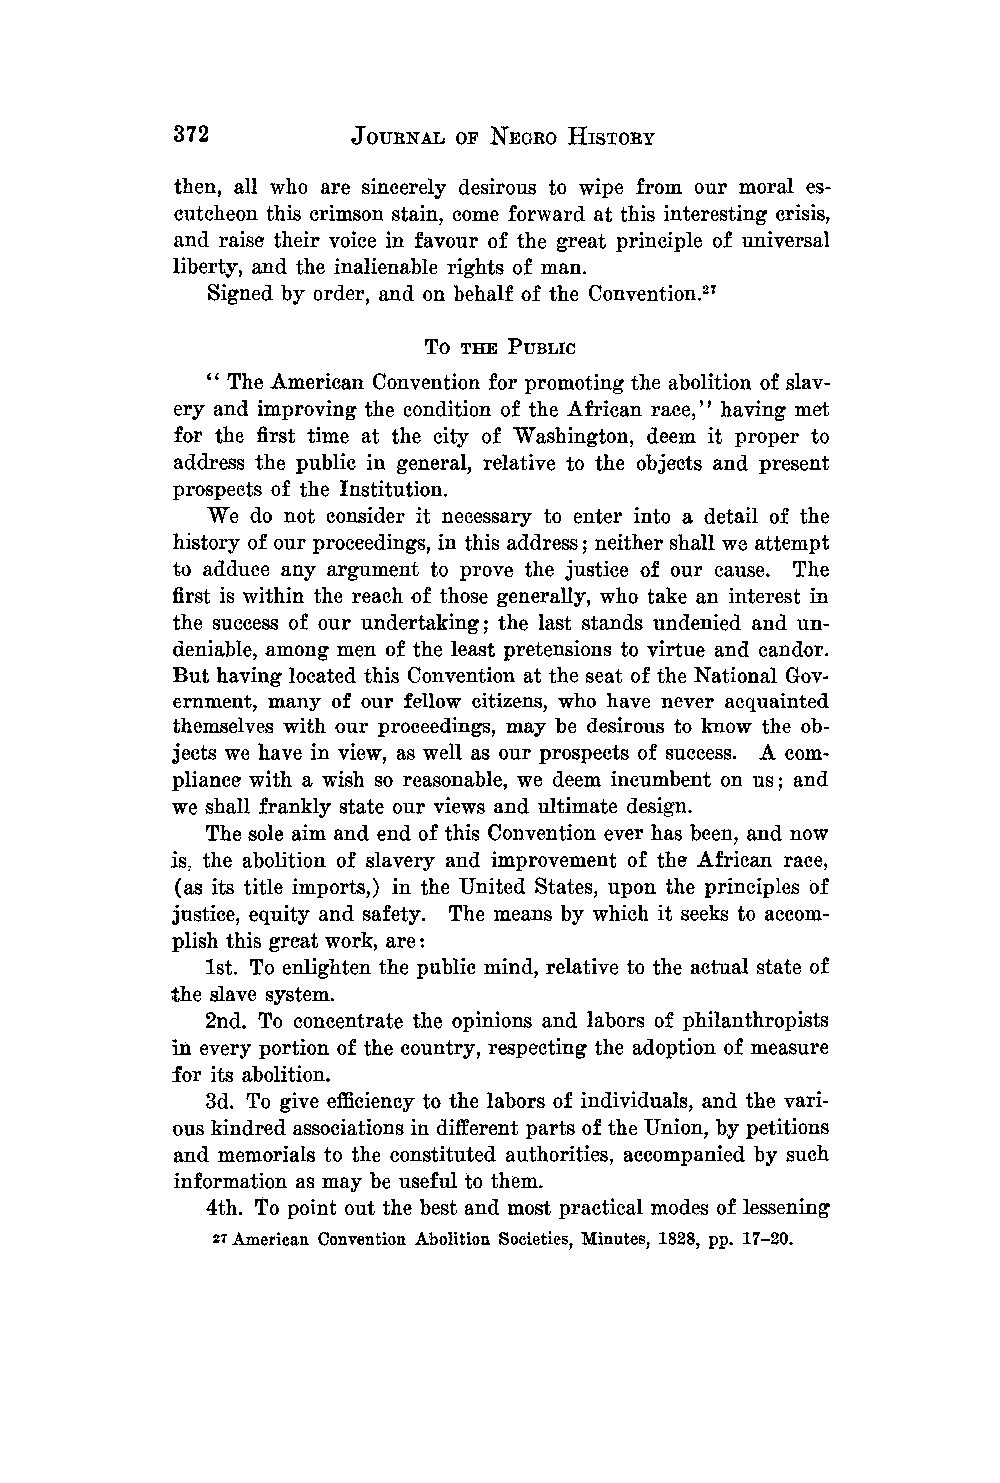 372 JOURNAL OF NEGRO HISTORY
then, all who are sincerely desirous to wipe from our moral es-
cutcheon this crimson stain, come forward at this interesting crisis,
and raise their voice in favour of the great principle of universal
liberty, and the inalienable rights of man.
Signed by order, and on behalf of the Convention.²⁷
TO THE PUBLIC
“ The American Convention for promoting the abolition of slav-
ery and improving the condition of the African race,’’ having met
for the first time at the city of Washington, deem it proper to
address the public in general, relative to the objects and present
prospects of the Institution.
We do not consider it necessary to enter into a detail of the
history of our proceedings, in this address; neither shall we attempt
to adduce any argument to prove the justice of our cause. The
first is within the reach of those generally, who take an interest in
the success of our undertaking; the last stands undenied and un-
deniable, among men of the least pretensions to virtue and candor.
But having located this Convention at the seat of the National Gov-
ernment, many of our fellow citizens, who have never acquainted
themselves with our proceedings, may be desirous to know the ob-
jects we have in view, as well as our prospects of success. A com-
pliance with a wish so reasonable, we deem incumbent on us; and
we shall frankly state our views and ultimate design.
The sole aim and end of this Convention ever has been, and now
is, the abolition of slavery and improvement of the African race,
(as its title imports,) in the United States, upon the principles of
justice, equity and safety. The means by which it seeks to accom-
plish this great work, are:
1st. To enlighten the public mind, relative to the actual state of
the slave system.
2nd. To concentrate the opinions and labors of philanthropists
in every portion of the country, respecting the adoption of measure
for its abolition.
3d. To give efficiency to the labors of individuals, and the vari-
ous kindred associations in different parts of the Union, by petitions
and memorials to the constituted authorities, accompanied by such
information as may be useful to them.
4th. To point out the best and most practical modes of lessening
²⁷ American Convention Abolition Societies, Minutes, 1828, pp. 17–20.